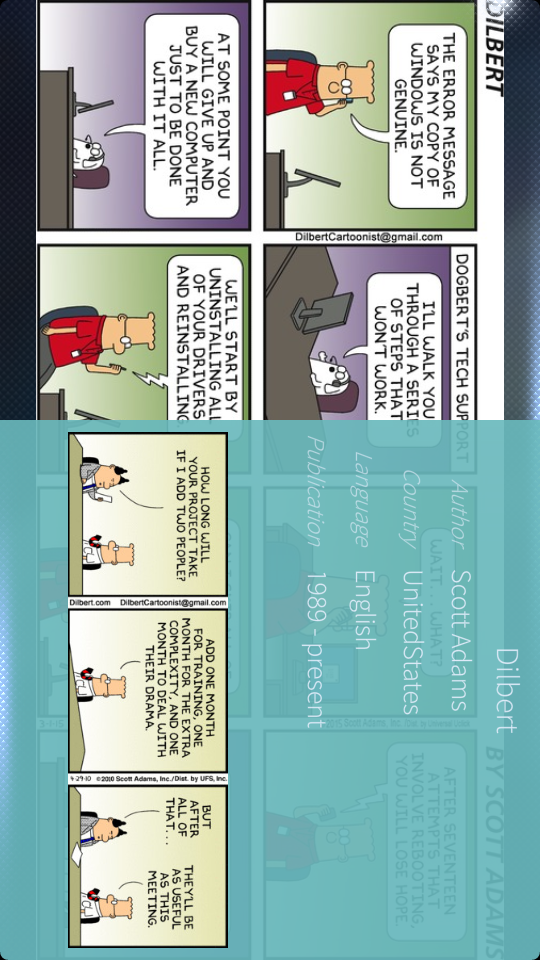 DILBERT
BY SCOTT ADAMS
THE ERROR MESSAGE
SAYS MY COPY OF
WINDOWS IS NOT
GENUINE.
DilbertCartoonist@gmail.com
DOGBERT'S TECH SUPPORT
I'LL WALK YOU
THROUGH A SERIES
OF STEPS THAT
WON'T WORK.
WAIT... WHAT?
AFTER SEVENTEEN
ATTEMPTS THAT
INVOLVE REBOOTING,
YOU WILL LOSE HOPE.
AT SOME POINT YOU
WILL GIVE UP AND
BUY A NEW COMPUTER
JUST TO BE DONE
WITH IT ALL.
WE'LL START BY
UNINSTALLING ALL
OF YOUR DRIVERS
AND REINSTALLING
Dilbert
Author Scott Adams
Country UnitedStates
Language English
Publication 1989 - present
HOW LONG WILL
YOUR PROJECT TAKE
IF I ADD TWO PEOPLE?
Dilbert.com DilbertCartoonist@gmail.com
ADD ONE MONTH
FOR TRAINING, ONE
MONTH FOR THE EXTRA
COMPLEXITY, AND ONE
MONTH TO DEAL WITH
THEIR DRAMA.
4-29-10 ©2010 Scott Adams, Inc./Dist. by UFS, Inc.
BUT
AFTER
ALL OF
THAT...
THEY'LL BE
AS USEFUL
AS THIS
MEETING.